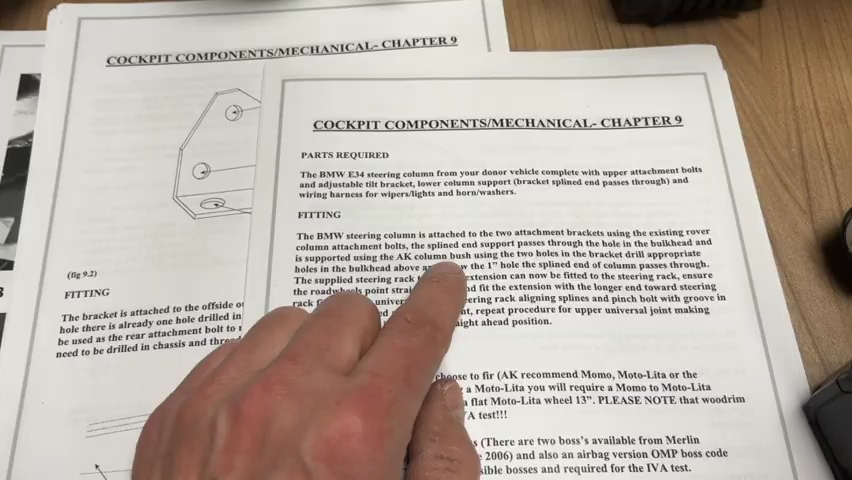 COCKPIT COMPONENTS/MECHANICAL- CHAPTER 9
(fig 9.2)
FITTING
The bracket is attached to the offside o
hole there is already one hole drilled in
be used as the rear attachment bolt to
need to be drilled in chassis and
COCKPIT COMPONENTS/MECHANICAL- CHAPTER 9
PARTS REQUIRED
The BMW E34 steering column from your donor vehicle complete with upper attachment bolts
and adjustable tilt bracket, lower column support (bracket splined end passes through) and
wiring harness for wipers/lights and horn/washers.
FITTING
The BMW steering column is attached to the two attachment brackets using the existing rover
column attachment bolts, the splined end support passes through the hole in the bulkhead and
is supported using the AK column bush using the two holes in the bracket drill appropriate
holes in the bulkhead above the 1" hole the splined end of column passes through.
The supplied steering rack extension can now be fitted to the steering rack, ensure
the roadwheels point and fit the extension with the longer end toward steering
rack rack aligning splines and pinch bolt with groove in
repeat procedure for upper universal joint making
ahead position.
choose to fir (AK recommend Momo, Moto-Lita or the
a Moto-Lita you will require a Momo to Moto-Lita
flat Moto-Lita wheel 13". PLEASE NOTE that woodrim
test!!!
(There are two boss's available from Merlin
2006) and also an airbag version OMP boss code
bosses and required for the IVA test.